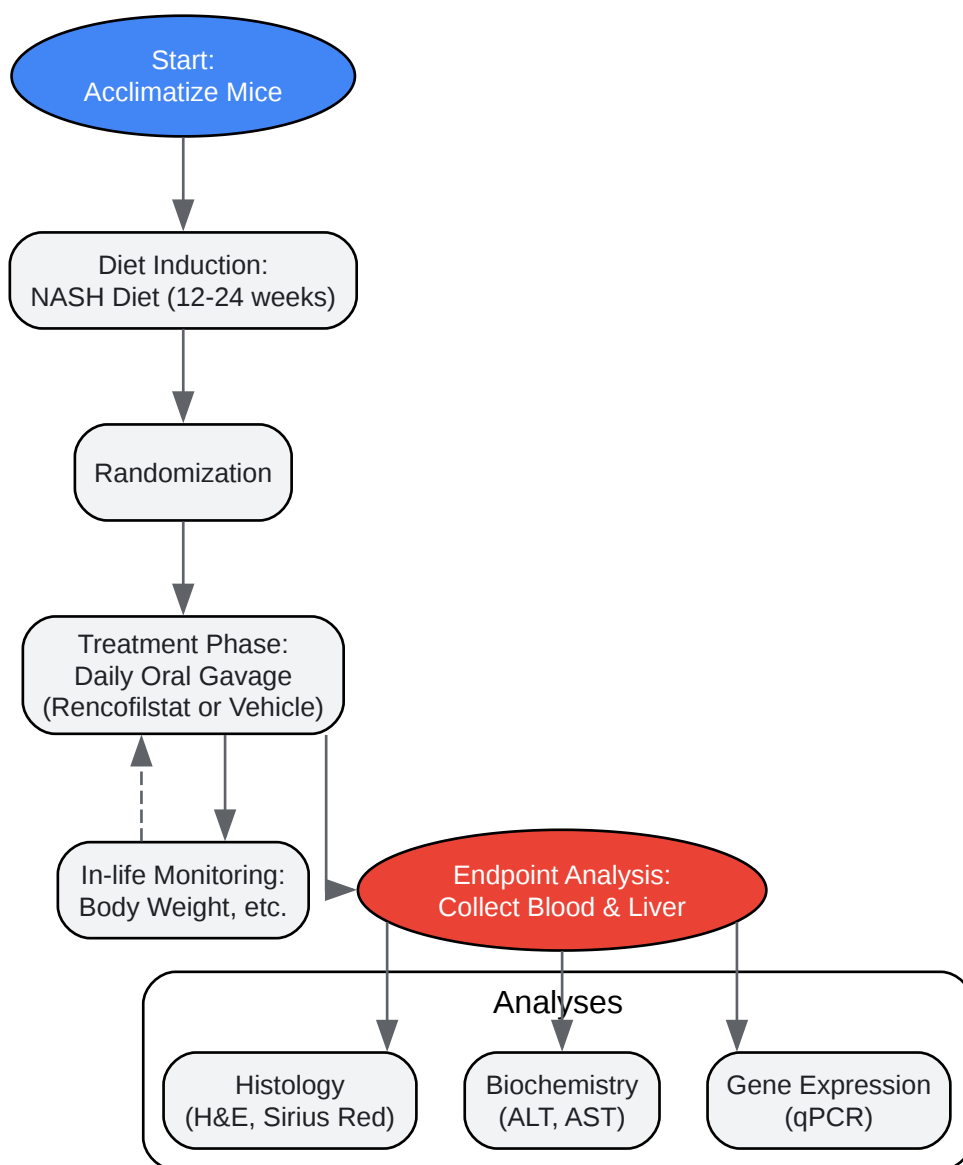 Start:
Acclimatize Mice
Diet Induction:
NASH Diet (12-24 weeks)
Randomization
Treatment Phase:
Daily Oral Gavage
(Rencofilstat or Vehicle)
In-life Monitoring:
Body Weight, etc.
Endpoint Analysis:
Collect Blood & Liver
Analyses
Histology
(H&E, Sirius Red)
Biochemistry
(ALT, AST)
Gene Expression
(qPCR)